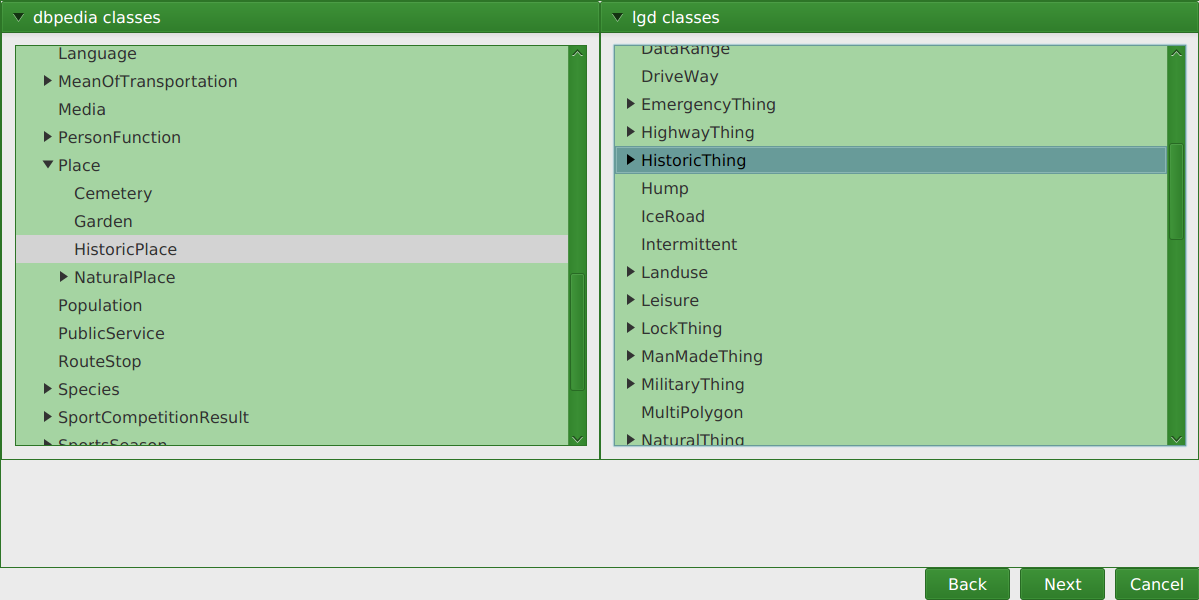 dbpedia classes
Language
MeanOfTransportation
Media
PersonFunction
Place
Cemetery
Garden
HistoricPlace
NaturalPlace
Population
PublicService
RouteStop
Species
SportCompetitionResult
SportsSeason
lgd classes
DataRange
DriveWay
EmergencyThing
HighwayThing
HistoricThing
Hump
IceRoad
Intermittent
Landuse
Leisure
LockThing
ManMadeThing
MilitaryThing
MultiPolygon
NaturalThing
Back
Next
Cancel